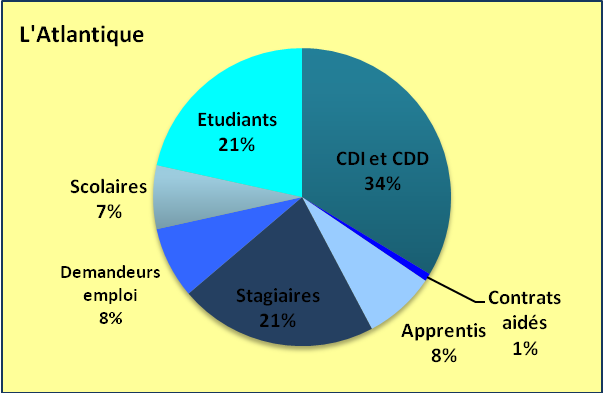 L'Atlantique
Etudiants
21%
CDI et CDD
34%
Scolaires
7%
Demandeurs
emploi
8%
Stagiaires
21%
Apprentis
8%
Contrats
aidés
1%